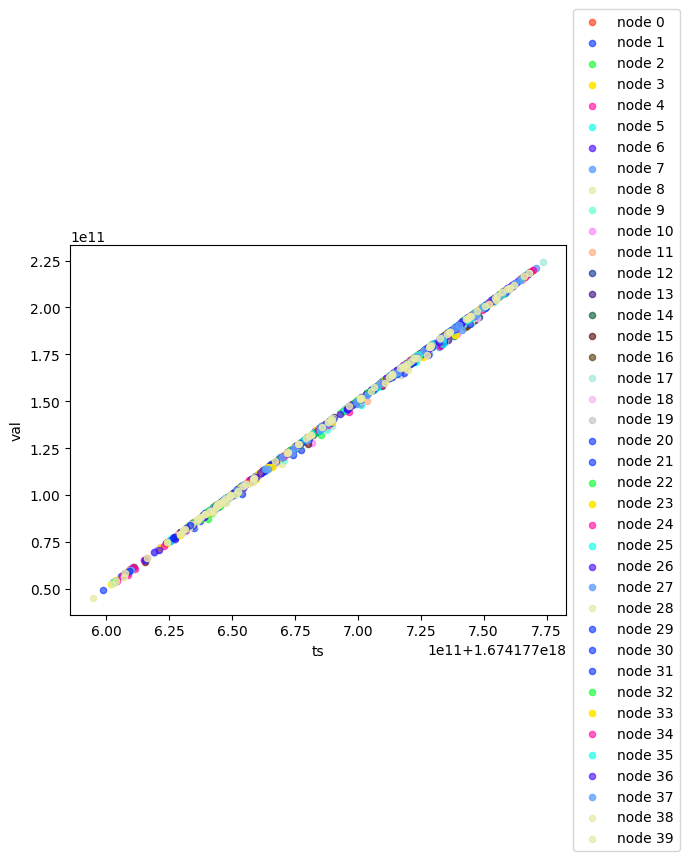 1e11
2.25
2.00
1.75
1.50
1.25
1.00
0.75
0.50
val
6.00 6.25 6.50 6.75 7.00 7.25 7.50 7.75
ts
1e11+1.674177e18
node 0
node 1
node 2
node 3
node 4
node 5
node 6
node 7
node 8
node 9
node 10
node 11
node 12
node 13
node 14
node 15
node 16
node 17
node 18
node 19
node 20
node 21
node 22
node 23
node 24
node 25
node 26
node 27
node 28
node 29
node 30
node 31
node 32
node 33
node 34
node 35
node 36
node 37
node 38
node 39